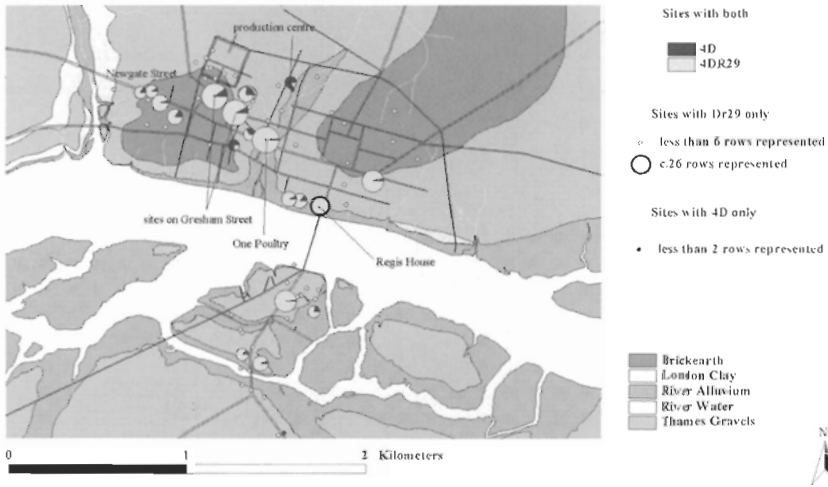 production centre
Newgate Street
sites on Gresham Street
One Poultry
Regis House
0 1 2 Kilometers
Sites with both
4D
4DR29
Sites with Dr29 only
less than 6 rows represented
c.26 rows represented
Sites with 4D only
less than 2 rows represented
Brickearth
London Clay
River Alluvium
River Water
Thames Gravels
N